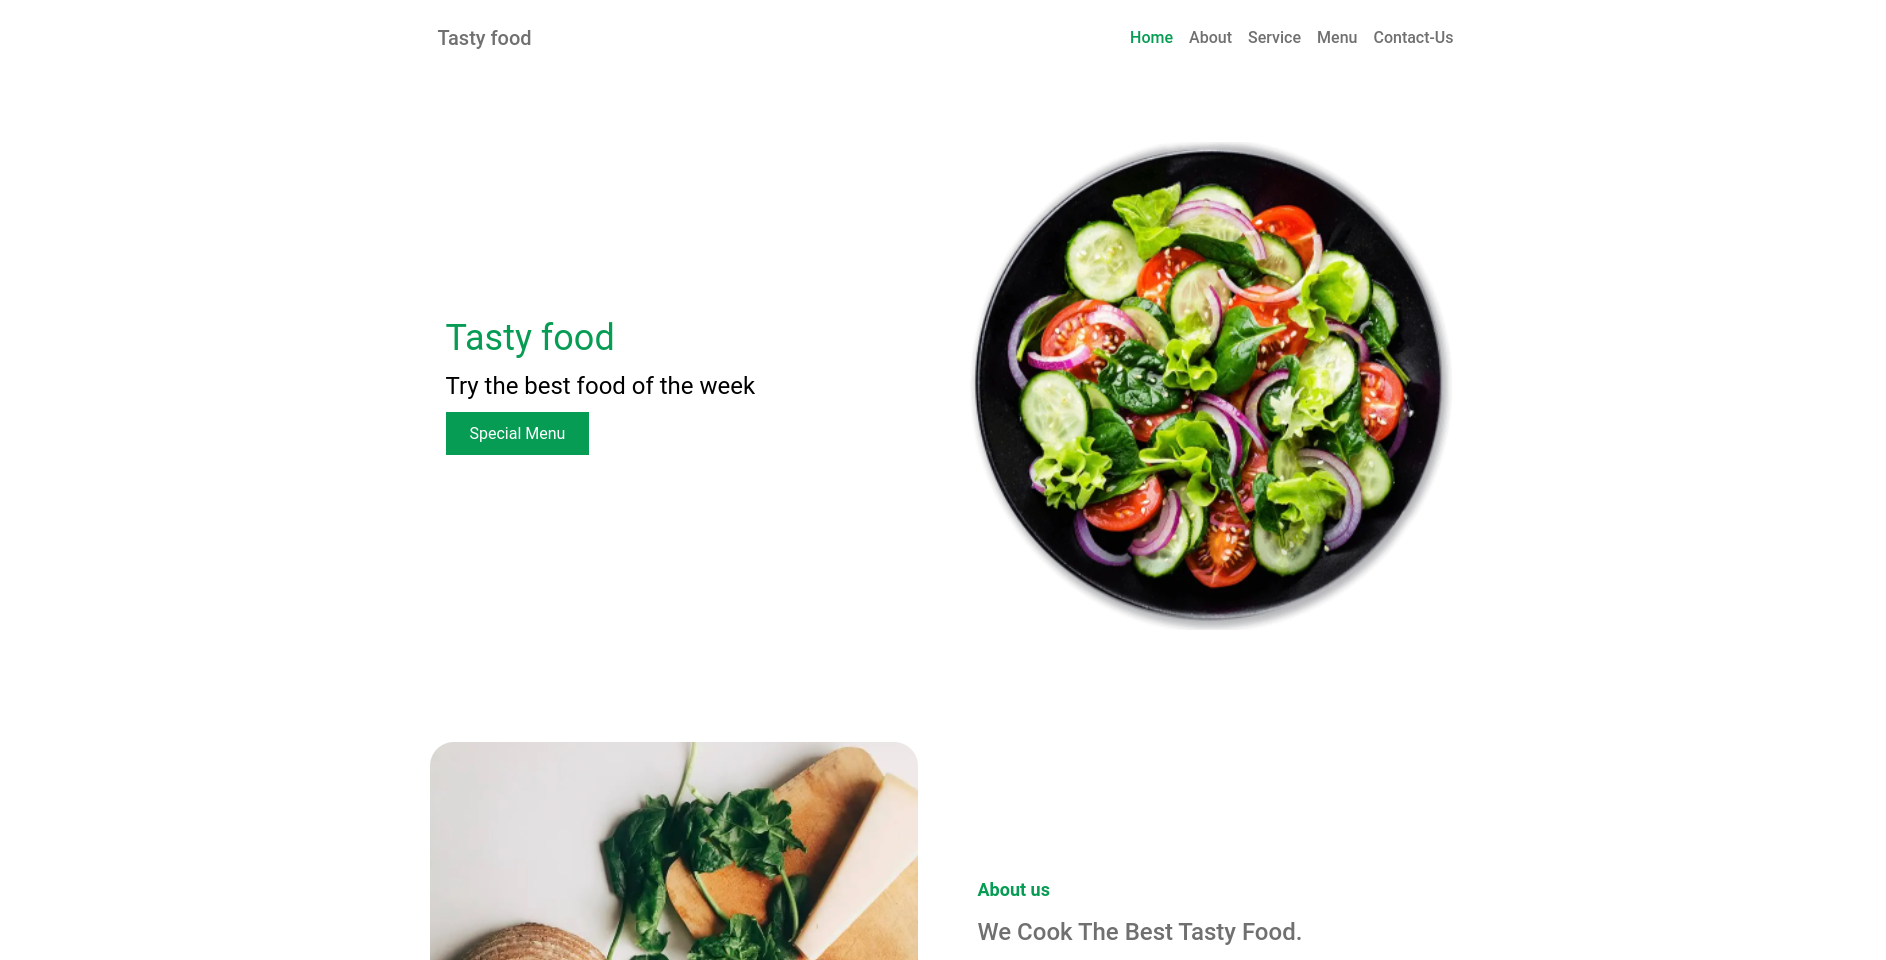 Tasty food
Home About Service Menu Contact-Us
Tasty food
Try the best food of the week
Special Menu
About us
We Cook The Best Tasty Food.